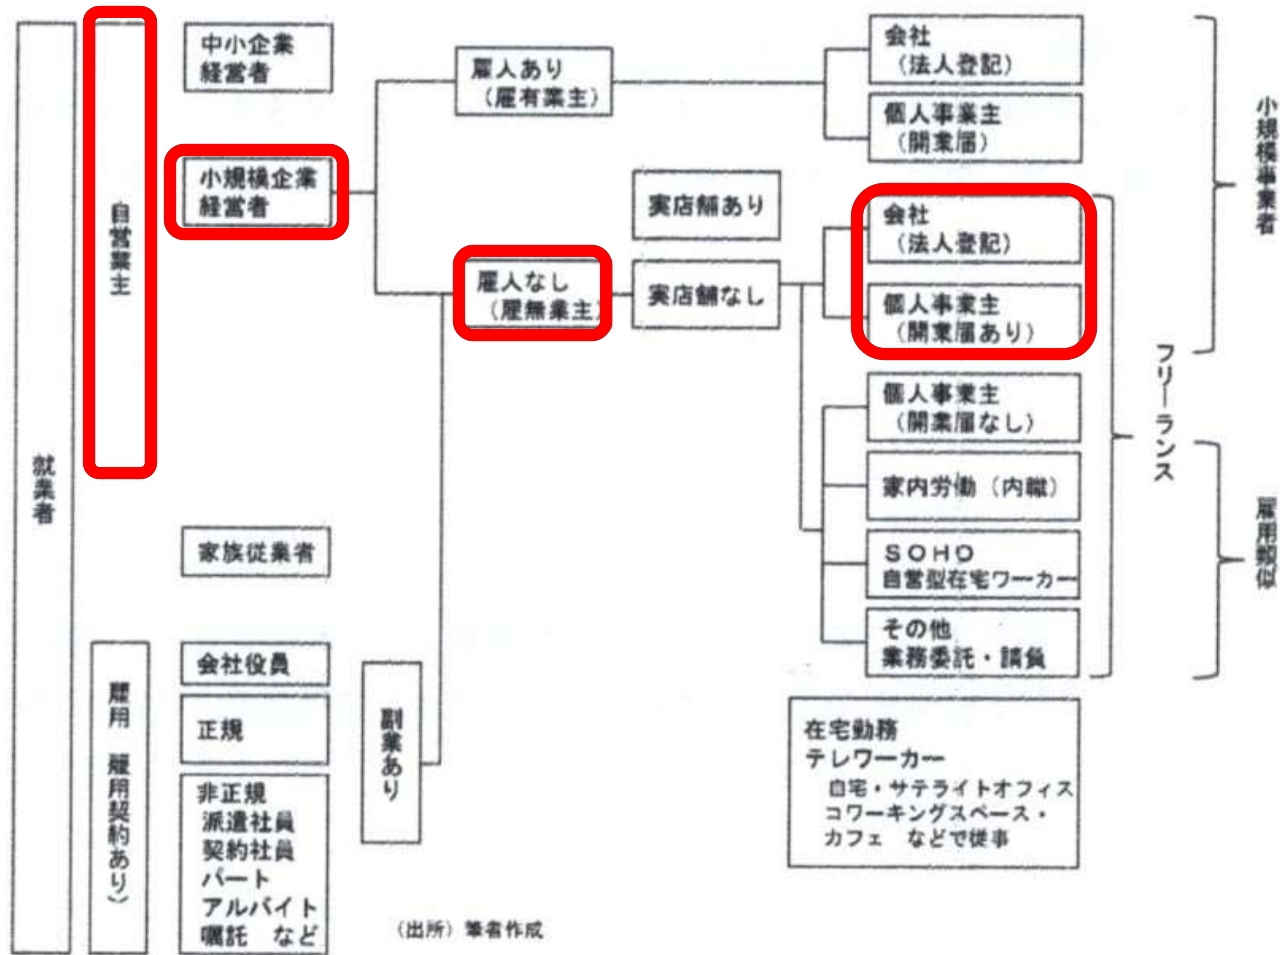 就業者
自営業主
中小企業
経営者
小規模企業
経営者
家族従業者
雇用 雇用契約あり)
会社役員
正規
非正規
派遣社員
契約社員
パート
アルバイト
嘱託 など
副業あり
雇人あり
(雇有業主)
雇人なし
(雇無業主)
実店舗あり
実店舗なし
会社
(法人登記)
個人事業主
(開業届)
会社
(法人登記)
個人事業主
(開業届あり)
個人事業主
(開業届なし)
家内労働(内職)
SOHO
自営型在宅ワーカー
その他
業務委託・請負
在宅勤務
テレワーカー
自宅・サテライトオフィス
コワーキングスペース・
カフェ などで従事
小規模事業者
フリーランス
雇用類似
(出所)筆者作成